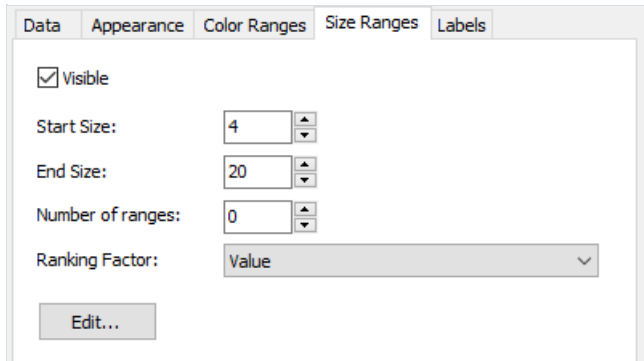 Data Appearance Color Ranges Size Ranges Labels
Visible
Start Size: 4
End Size: 20
Number of ranges: 0
Ranking Factor: Value
Edit...